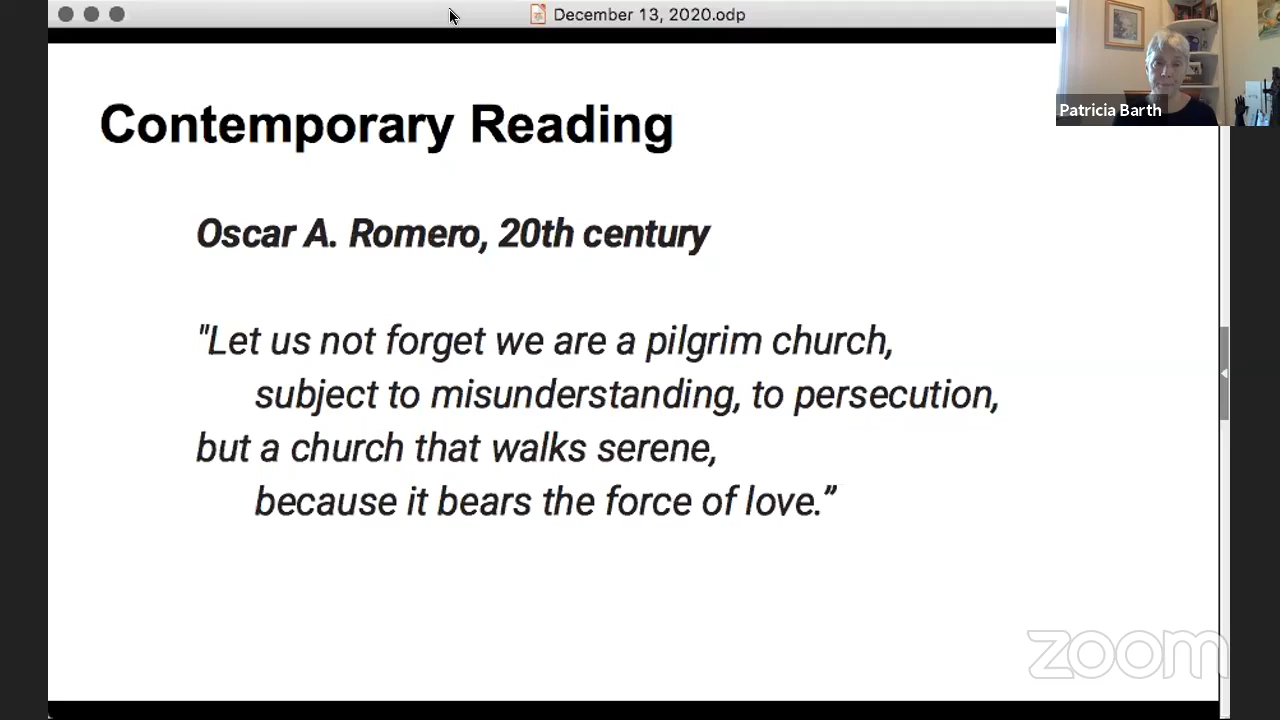 December 13, 2020.odp
Patricia Barth
Contemporary Reading
Oscar A. Romero, 20th century
"Let us not forget we are a pilgrim church,
subject to misunderstanding, to persecution,
but a church that walks serene,
because it bears the force of love.”
zoom